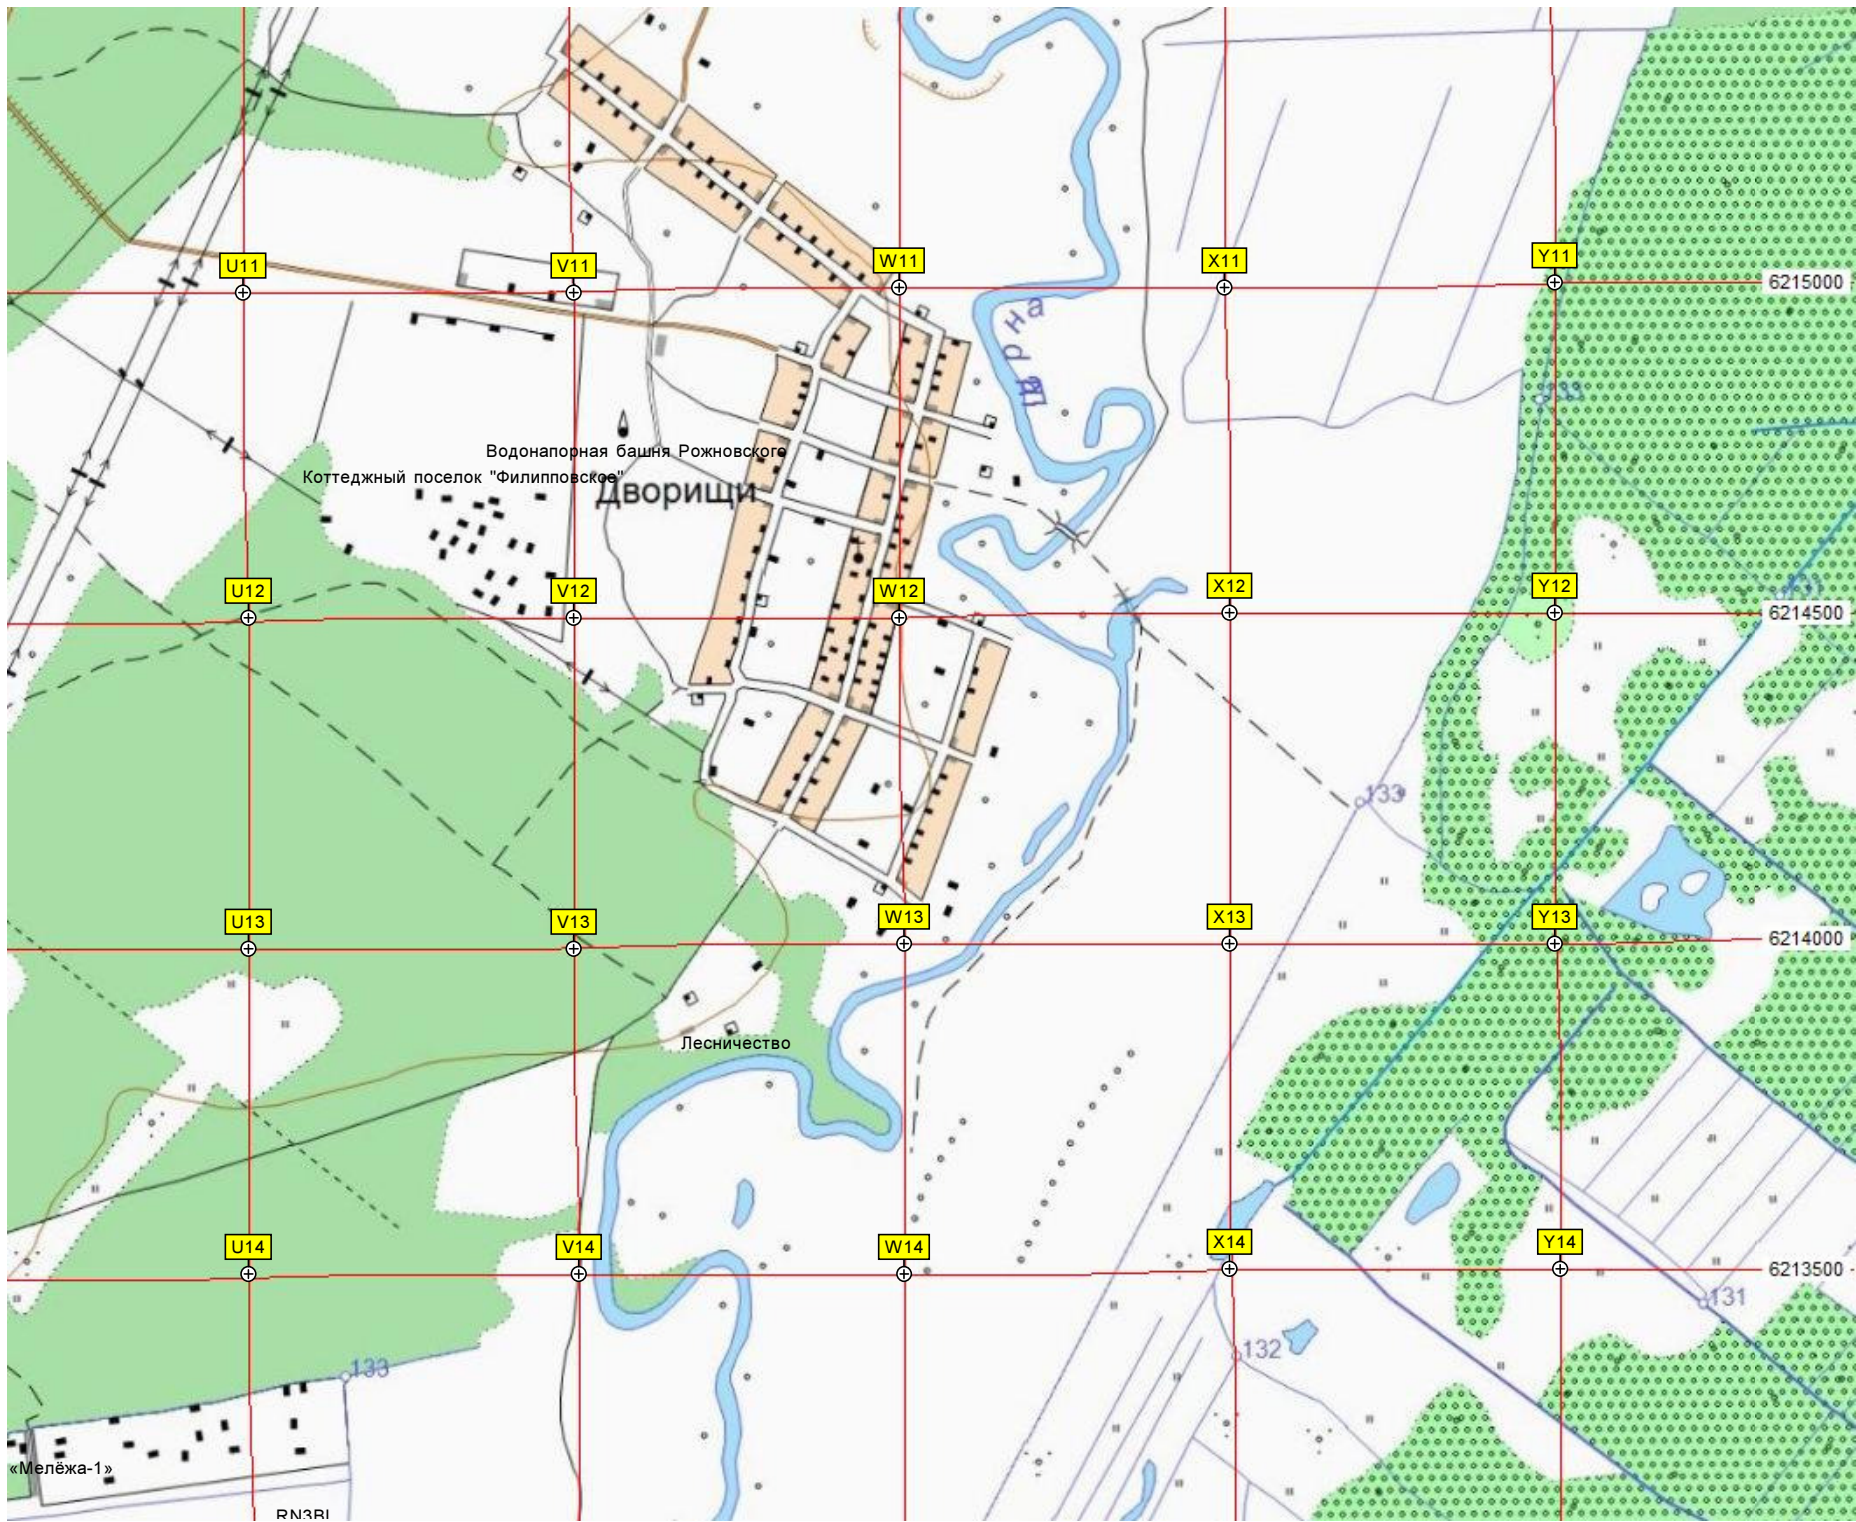 U11
V11
W11
X11
Y11
6215000
на
Водонапорная башня Рожновского
Коттеджный поселок "Филипповское"
Дворищи
U12
V12
W12
X12
Y12
6214500
133
U13
V13
W13
X13
Y13
6214000
Лесничество
U14
V14
W14
X14
Y14
6213500
131
132
133
«Мелёжа-1»
RN3BL